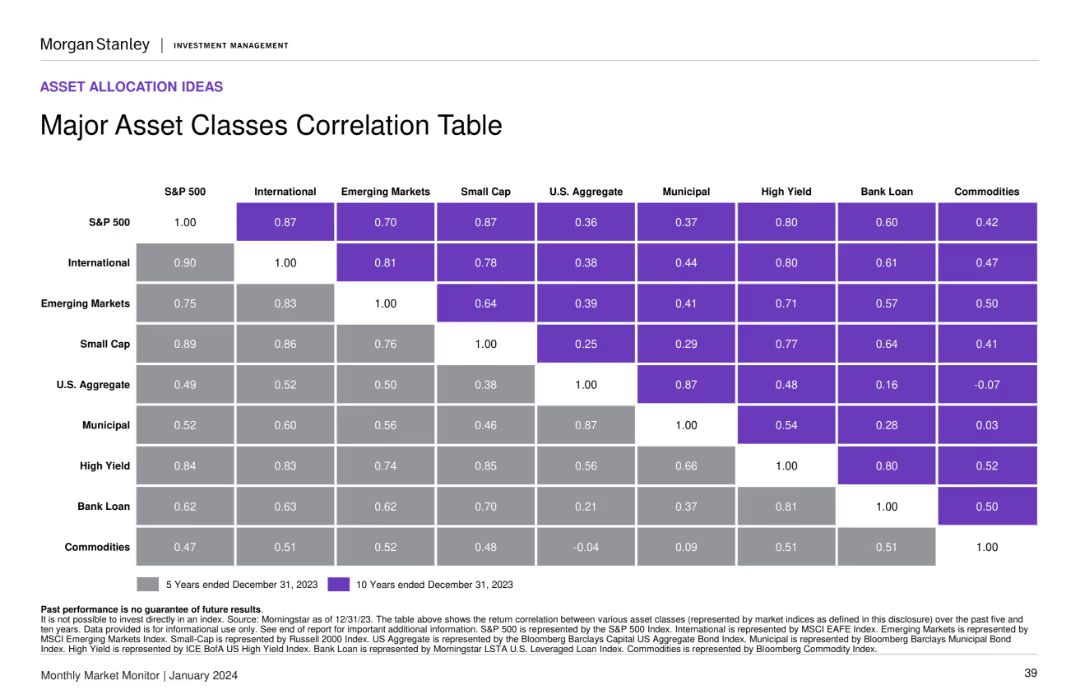 Morgan Stanley | INVESTMENT MANAGEMENT
ASSET ALLOCATION IDEAS
Major Asset Classes Correlation Table
S&P 500 International Emerging Markets Small Cap U.S. Aggregate Municipal High Yield Bank Loan Commodities
S&P 500 1.00 0.87 0.70 0.87 0.36 0.37 0.80 0.60 0.42
International 0.90 1.00 0.81 0.78 0.38 0.44 0.80 0.61 0.47
Emerging Markets 0.75 0.83 1.00 0.64 0.39 0.41 0.71 0.57 0.50
Small Cap 0.89 0.86 0.76 1.00 0.25 0.29 0.77 0.64 0.41
U.S. Aggregate 0.49 0.52 0.50 0.38 1.00 0.87 0.48 0.16 -0.07
Municipal 0.52 0.60 0.56 0.46 0.87 1.00 0.54 0.28 0.03
High Yield 0.84 0.83 0.74 0.85 0.56 0.66 1.00 0.80 0.52
Bank Loan 0.62 0.63 0.62 0.70 0.21 0.37 0.81 1.00 0.50
Commodities 0.47 0.51 0.52 0.48 -0.04 0.09 0.51 0.51 1.00
5 Years ended December 31, 2023 10 Years ended December 31, 2023
Past performance is no guarantee of future results.
It is not possible to invest directly in an index. Source: Morningstar as of 12/31/23. The table above shows the return correlation between various asset classes (represented by market indices as defined in this disclosure) over the past five and
ten years. Data provided is for informational use only. See end of report for important additional information. S&P 500 is represented by the S&P 500 Index. International is represented by MSCI EAFE Index. Emerging Markets is represented by
MSCI Emerging Markets Index. Small-Cap is represented by Russell 2000 Index. US Aggregate is represented by the Bloomberg Barclays Capital US Aggregate Bond Index. Municipal is represented by Bloomberg Barclays Municipal Bond
Index. High Yield is represented by ICE BofA US High Yield Index. Bank Loan is represented by Morningstar LSTA U.S. Leveraged Loan Index. Commodities is represented by Bloomberg Commodity Index.
Monthly Market Monitor | January 2024 39